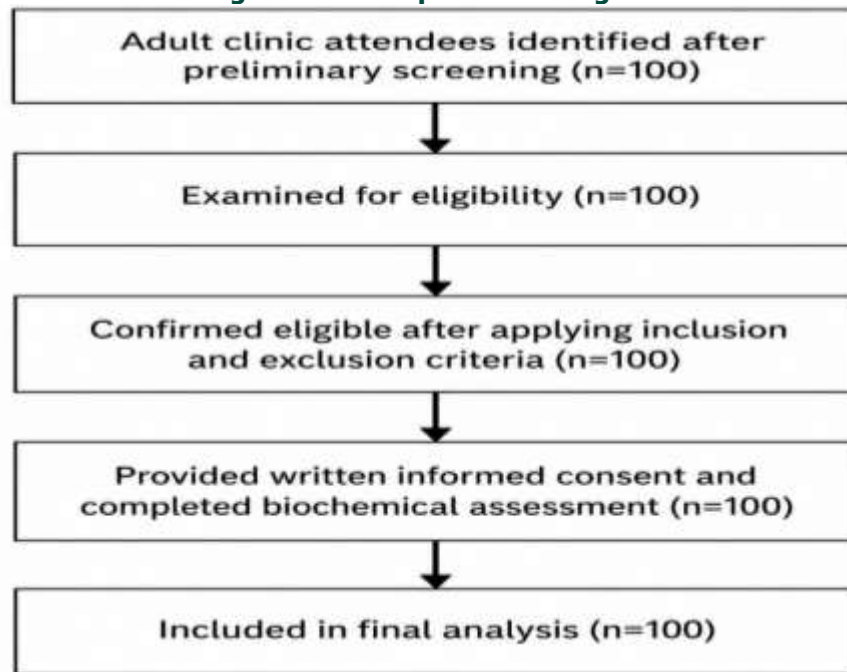 Adult clinic attendees identified after
preliminary screening (n=100)
Examined for eligibility (n=100)
Confirmed eligible after applying inclusion
and exclusion criteria (n=100)
Provided written informed consent and
completed biochemical assessment (n=100)
Included in final analysis (n=100)